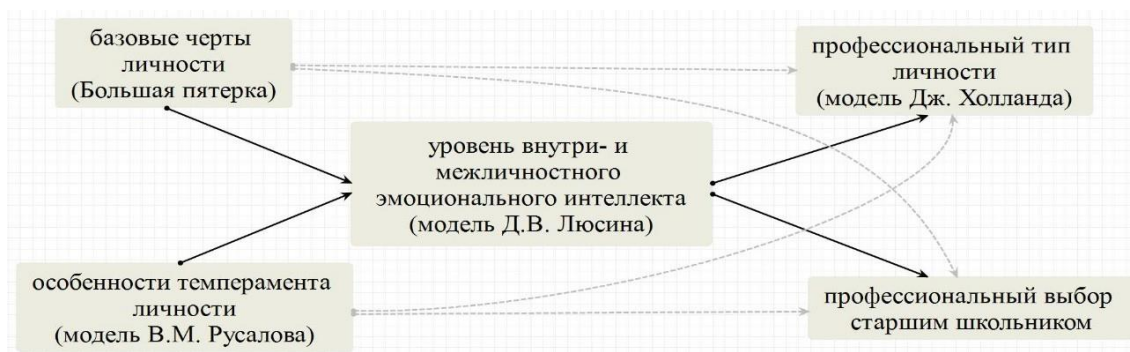 базовые черты
личности
(Большая пятерка)
профессиональный тип
личности
(модель Дж. Холланда)
уровень внутри- и
межличностного
эмоционального интеллекта
(модель Д.В. Люсина)
особенности темперамента
личности
(модель В.М. Русалова)
профессиональный выбор
старшим школьником